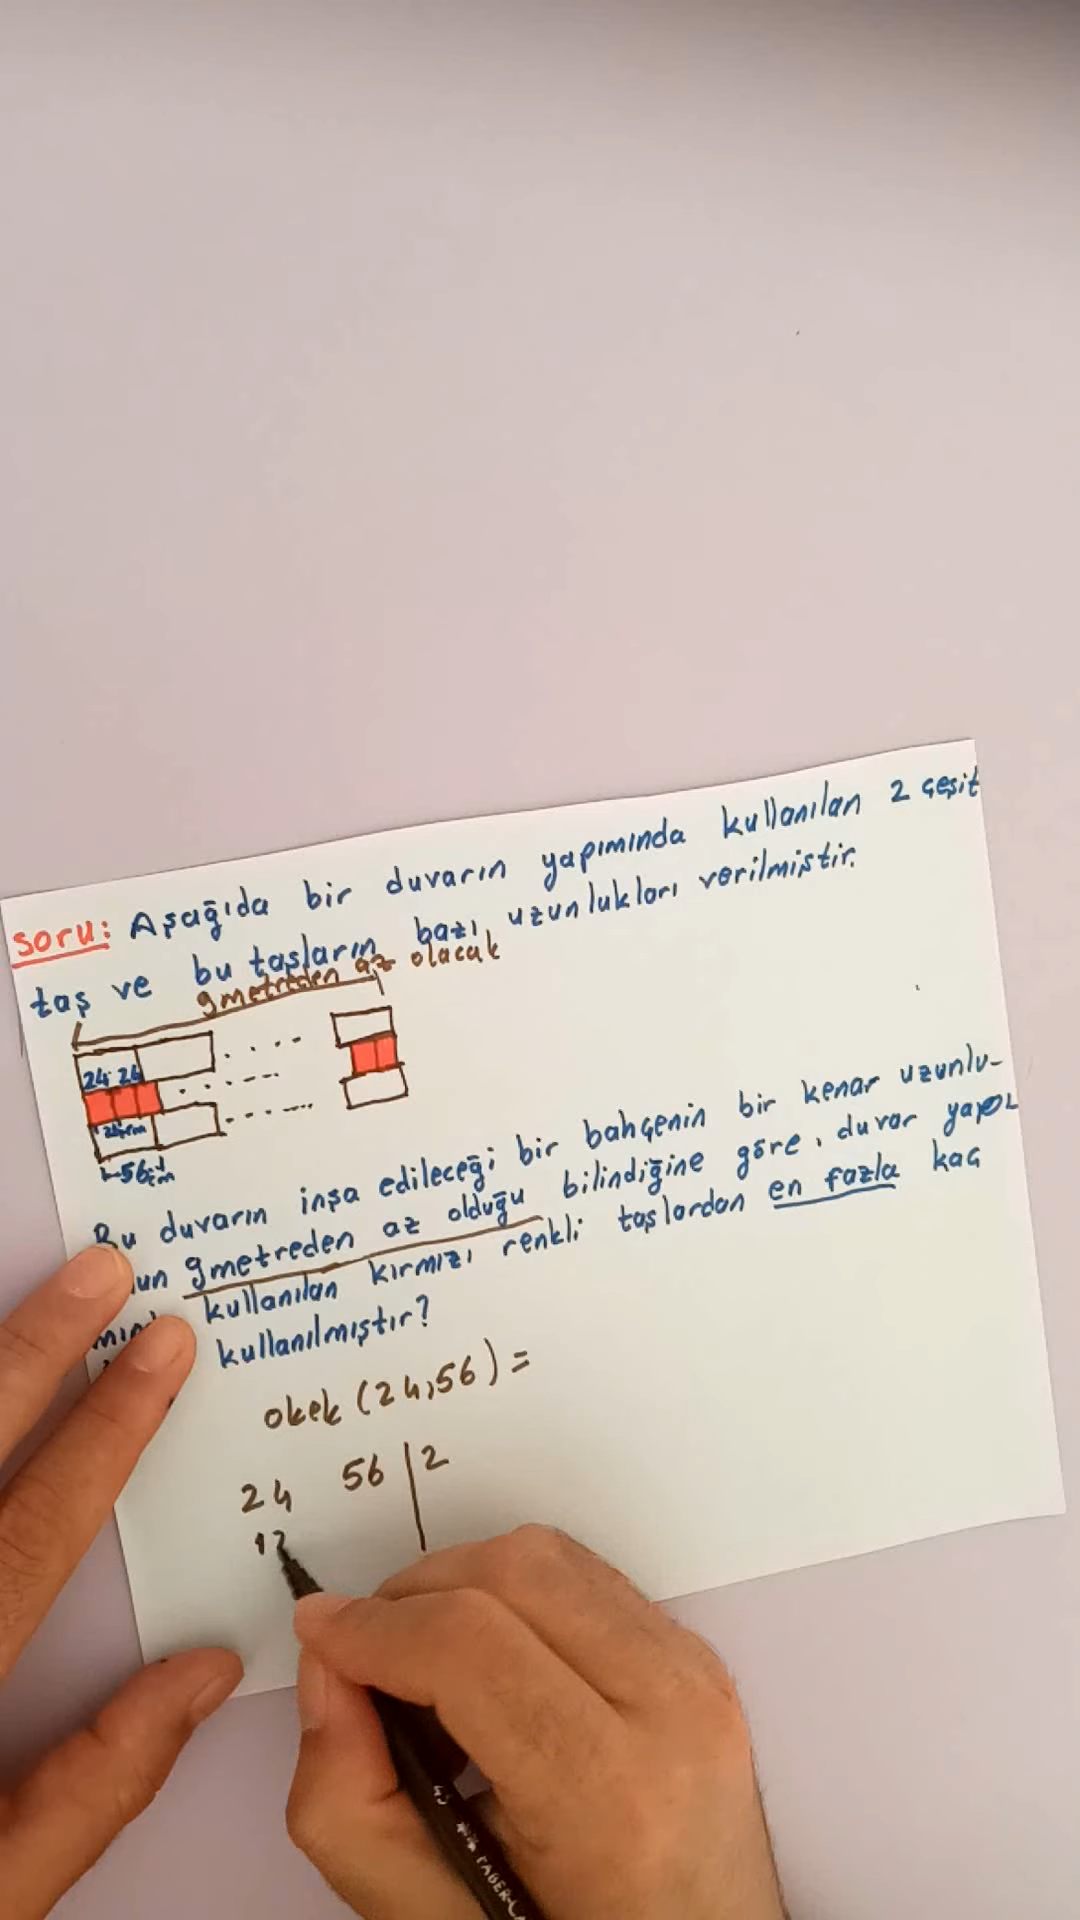 soru: Aşağıda bir duvarın yapımında kullanılan 2 çeşit
taş ve bu taşların bazı uzunlukları verilmiştir.
9metreden az olacak
24 26
24cm
56cm
Bu duvarın inşa edileceği bir bahçenin bir kenar uzunlu-
nun 9metreden az olduğu bilindiğine göre, duvar yapı
kullanılan kırmızı renkli taşlardan en fazla kaç
kullanılmıştır?
okek (24,56) =
24 56 2
12